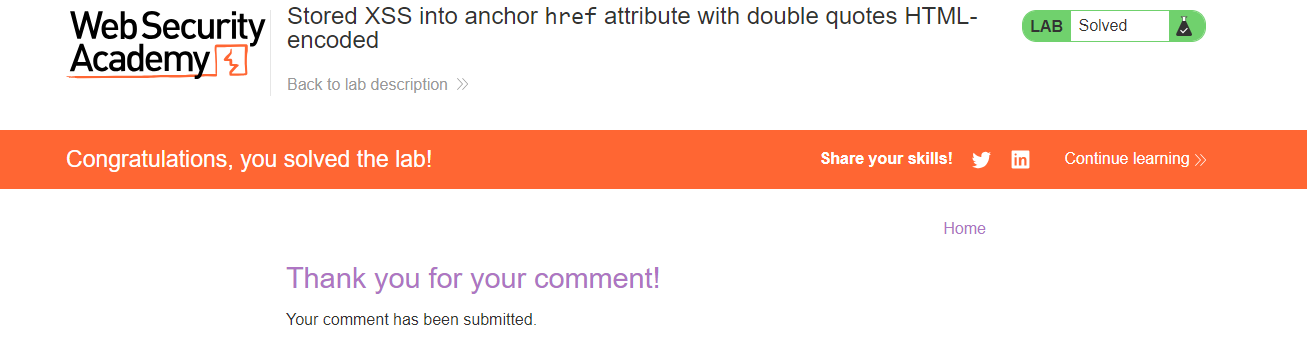 Web Security
Academy
Stored XSS into anchor href attribute with double quotes HTML-
encoded
Back to lab description
LAB Solved
Congratulations, you solved the lab!
Share your skills!
Continue learning
Home
Thank you for your comment!
Your comment has been submitted.